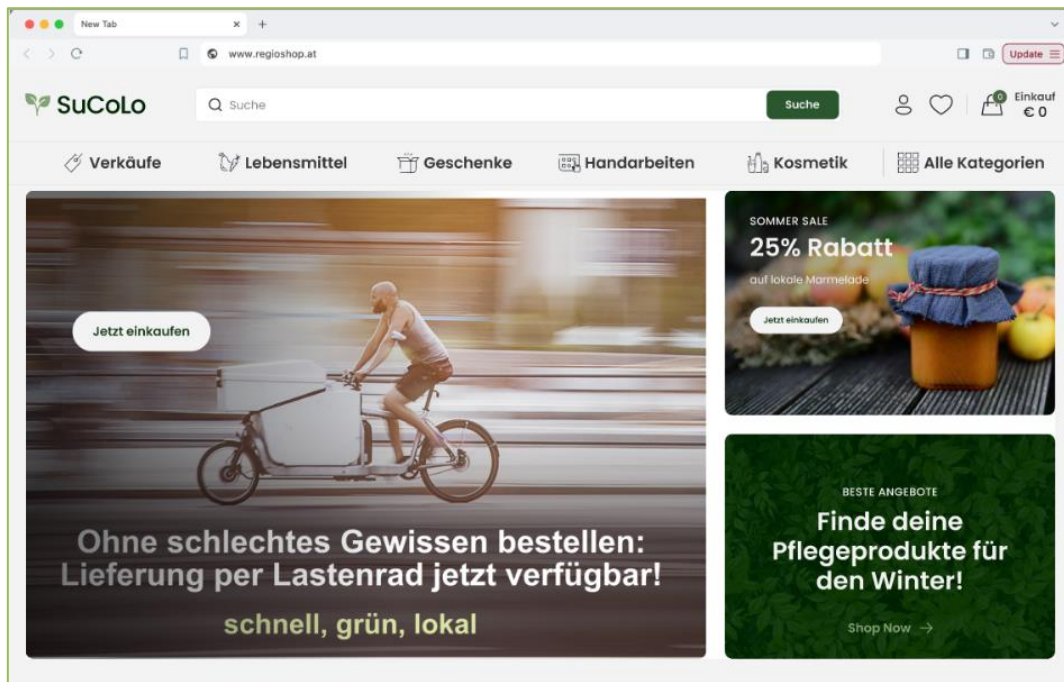 New Tab
www.regioshop.at
Update
SuCoLo
Suche
Suche
0
Einkauf
€ 0
Verkäufe
Lebensmittel
Geschenke
Handarbeiten
Kosmetik
Alle Kategorien
Jetzt einkaufen
Ohne schlechtes Gewissen bestellen:
Lieferung per Lastenrad jetzt verfügbar!
schnell, grün, lokal
SOMMER SALE
25% Rabatt
auf lokale Marmelade
Jetzt einkaufen
BESTE ANGEBOTE
Finde deine
Pflegeprodukte für
den Winter!
Shop Now